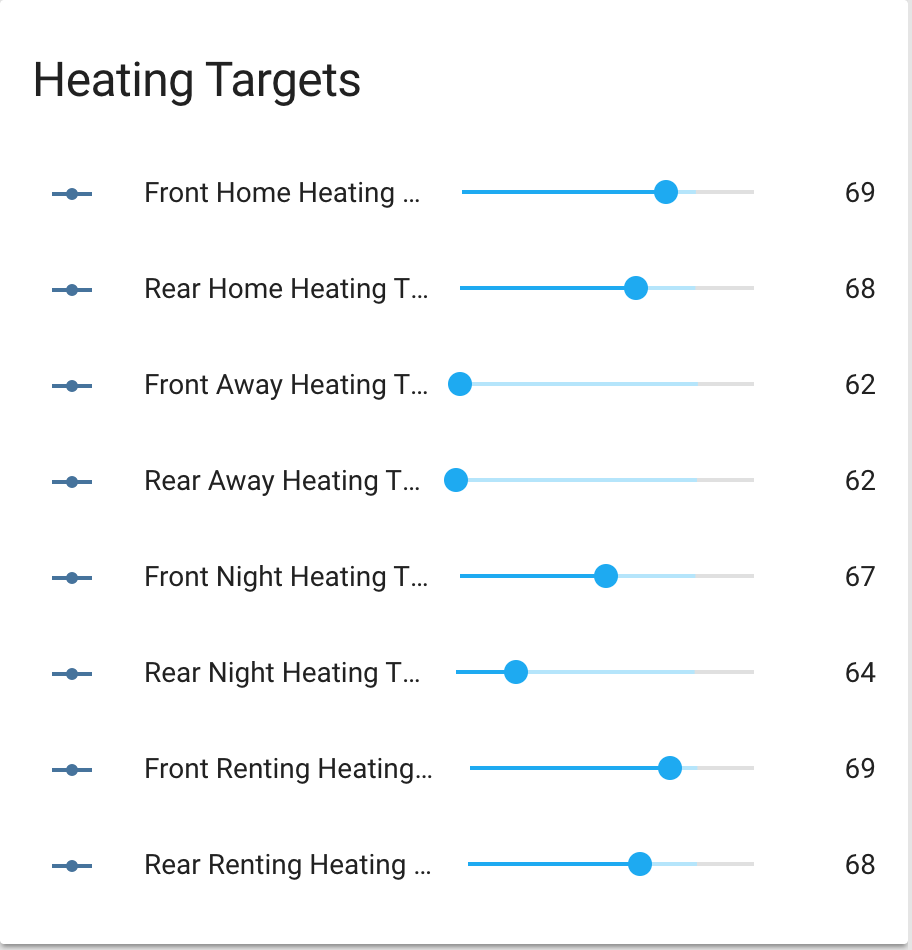 Heating Targets
Front Home Heating ... 69
Rear Home Heating T... 68
Front Away Heating T... 62
Rear Away Heating T... 62
Front Night Heating T... 67
Rear Night Heating T... 64
Front Renting Heating... 69
Rear Renting Heating ... 68